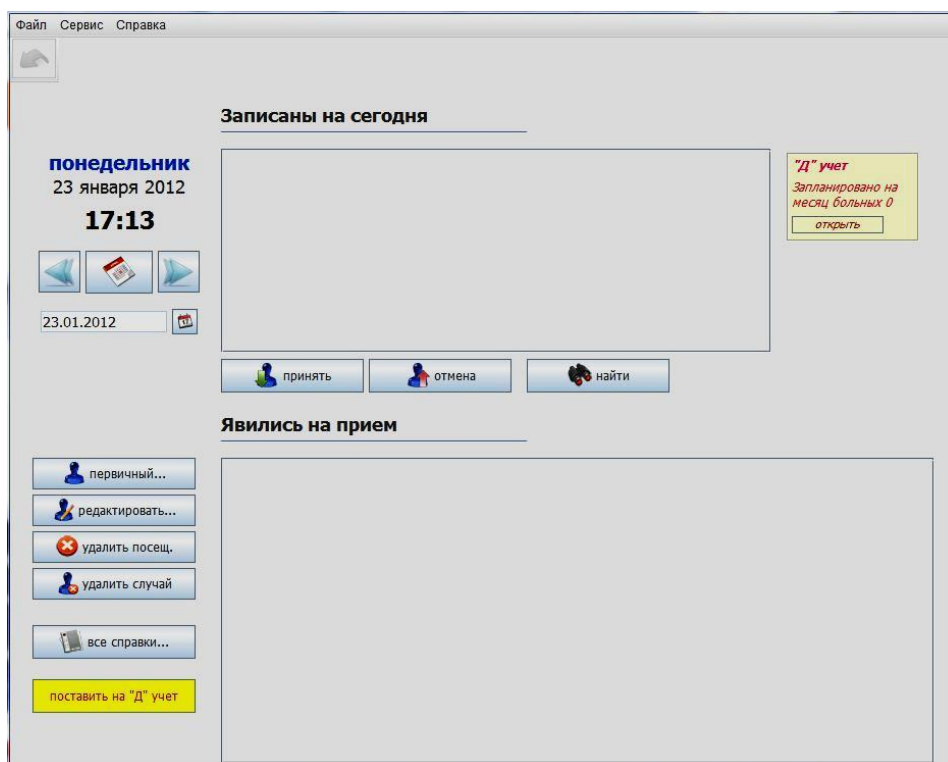 Файл Сервис Справка
Записаны на сегодня
понедельник
23 января 2012
17:13
23.01.2012
"Д" учет
Запланировано на
месяц больных 0
открыть
принять отмена найти
Явились на прием
первичный...
редактировать...
удалить посещ.
удалить случай
все справки...
поставить на "Д" учет